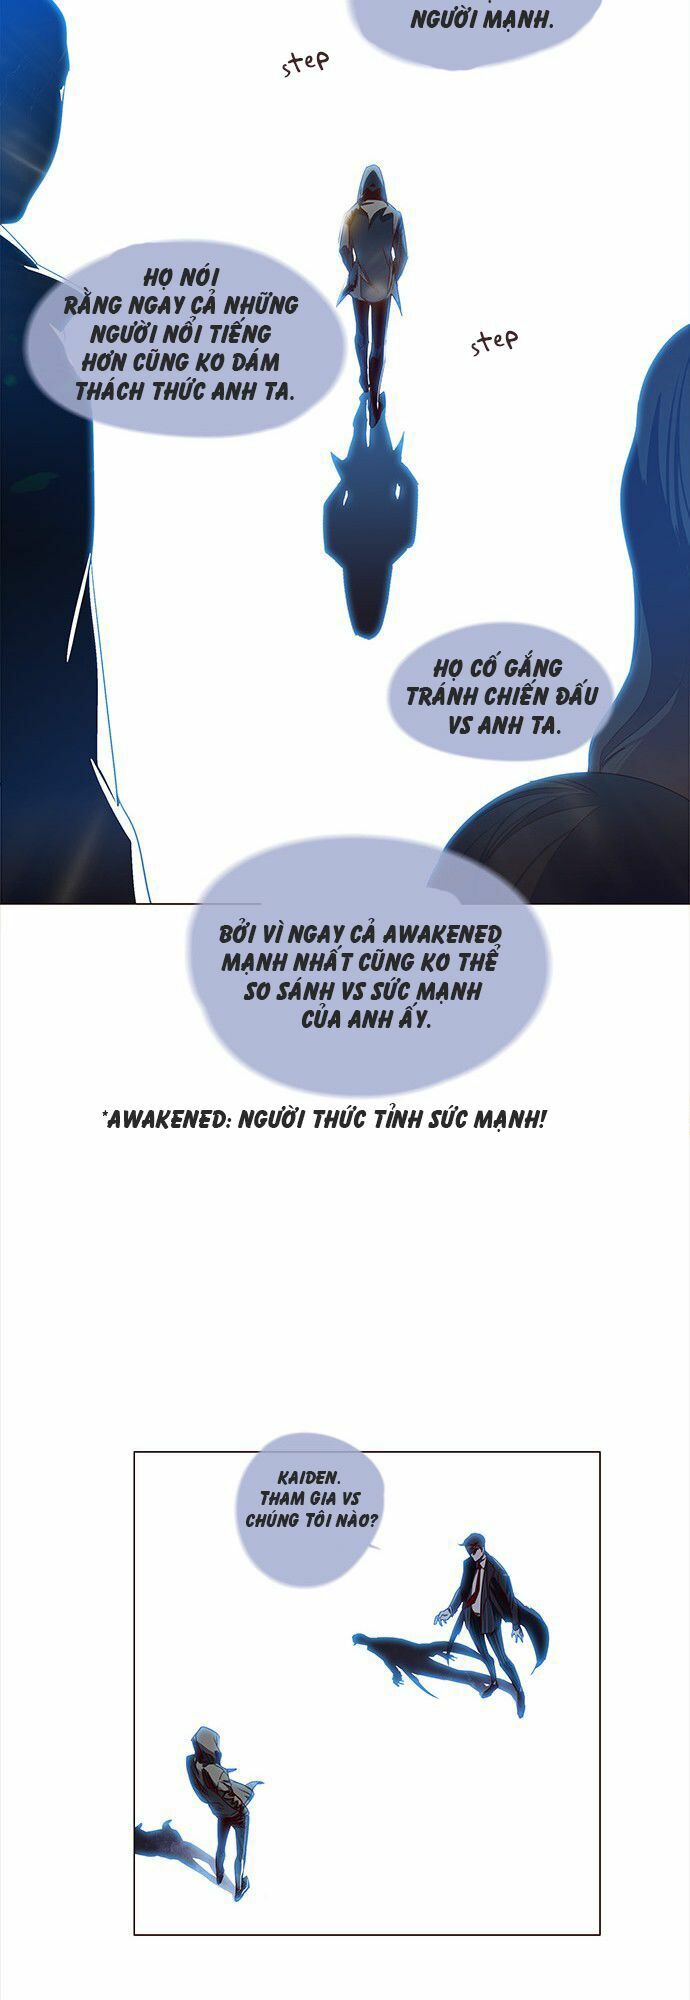 NGƯỜI MẠNH.
step
HỌ NÓI
RẰNG NGAY CẢ NHỮNG
NGƯỜI NỔI TIẾNG
HƠN CŨNG KO DÁM
THÁCH THỨC ANH TA.
step
HỌ CỐ GẮNG
TRÁNH CHIẾN ĐẤU
VS ANH TA.
BỞI VÌ NGAY CẢ AWAKENED
MẠNH NHẤT CŨNG KO THỂ
SO SÁNH VS SỨC MẠNH
CỦA ANH ẤY.
*AWAKENED: NGƯỜI THỨC TỈNH SỨC MẠNH!
KAIDEN.
THAM GIA VS
CHÚNG TÔI NÀO?